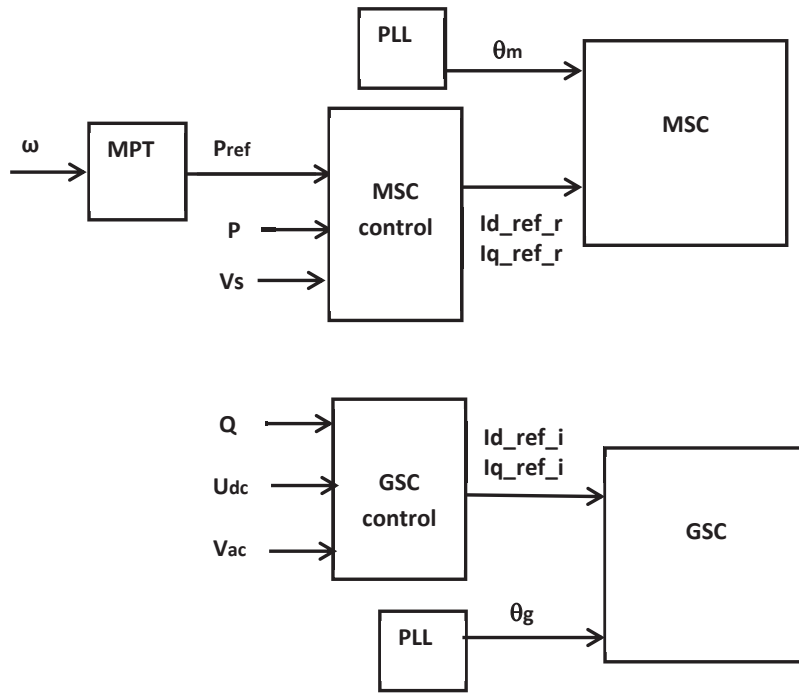 PLL
θm
MSC
ω
MPT
Pref
MSC
control
P
Vs
Id_ref_r
Iq_ref_r
Q
Udc
Vac
GSC
control
Id_ref_i
Iq_ref_i
GSC
PLL
θg